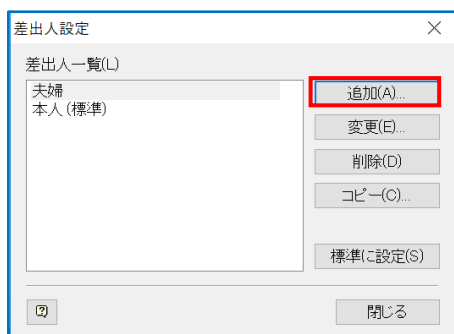 差出人設定
差出人一覧(L)
夫婦
本人(標準)
追加(A)...
変更(E)...
削除(D)
コピー(C)...
標準に設定(S)
閉じる